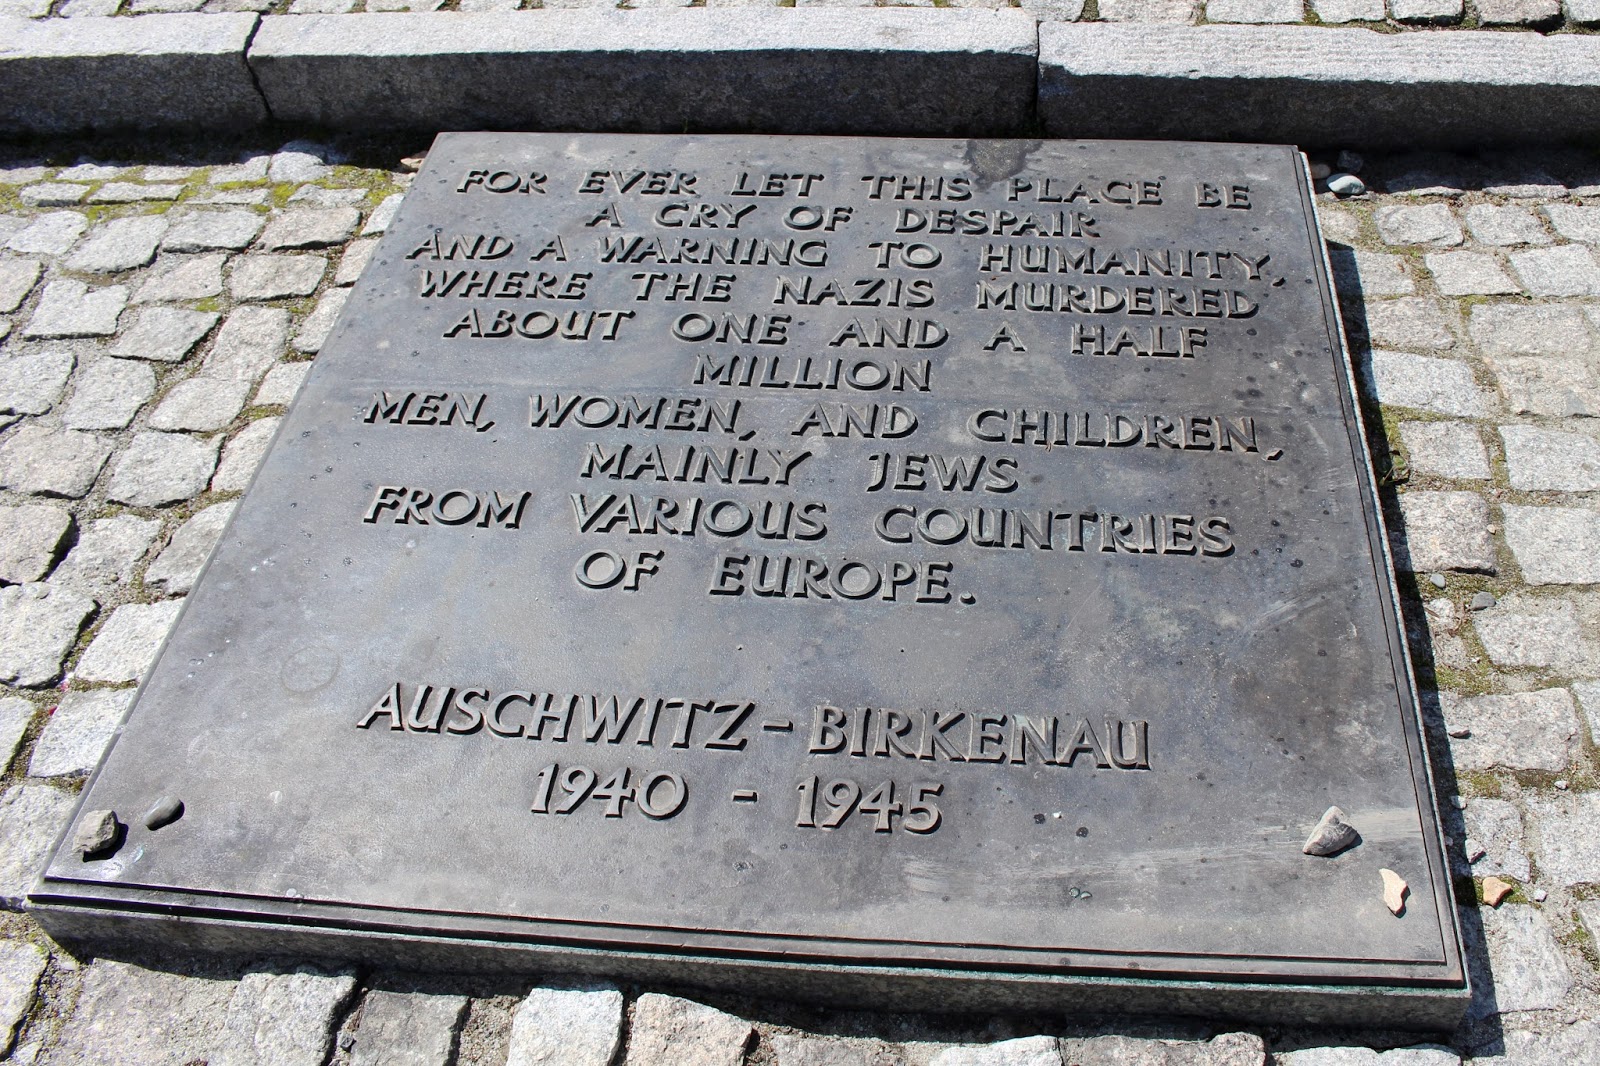 FOR EVER LET THIS PLACE BE
A CRY OF DESPAIR
AND A WARNING TO HUMANITY,
WHERE THE NAZIS MURDERED
ABOUT ONE AND A HALF
MILLION
MEN, WOMEN, AND CHILDREN,
MAINLY JEWS
FROM VARIOUS COUNTRIES
OF EUROPE.
AUSCHWITZ-BIRKENAU
1940 - 1945